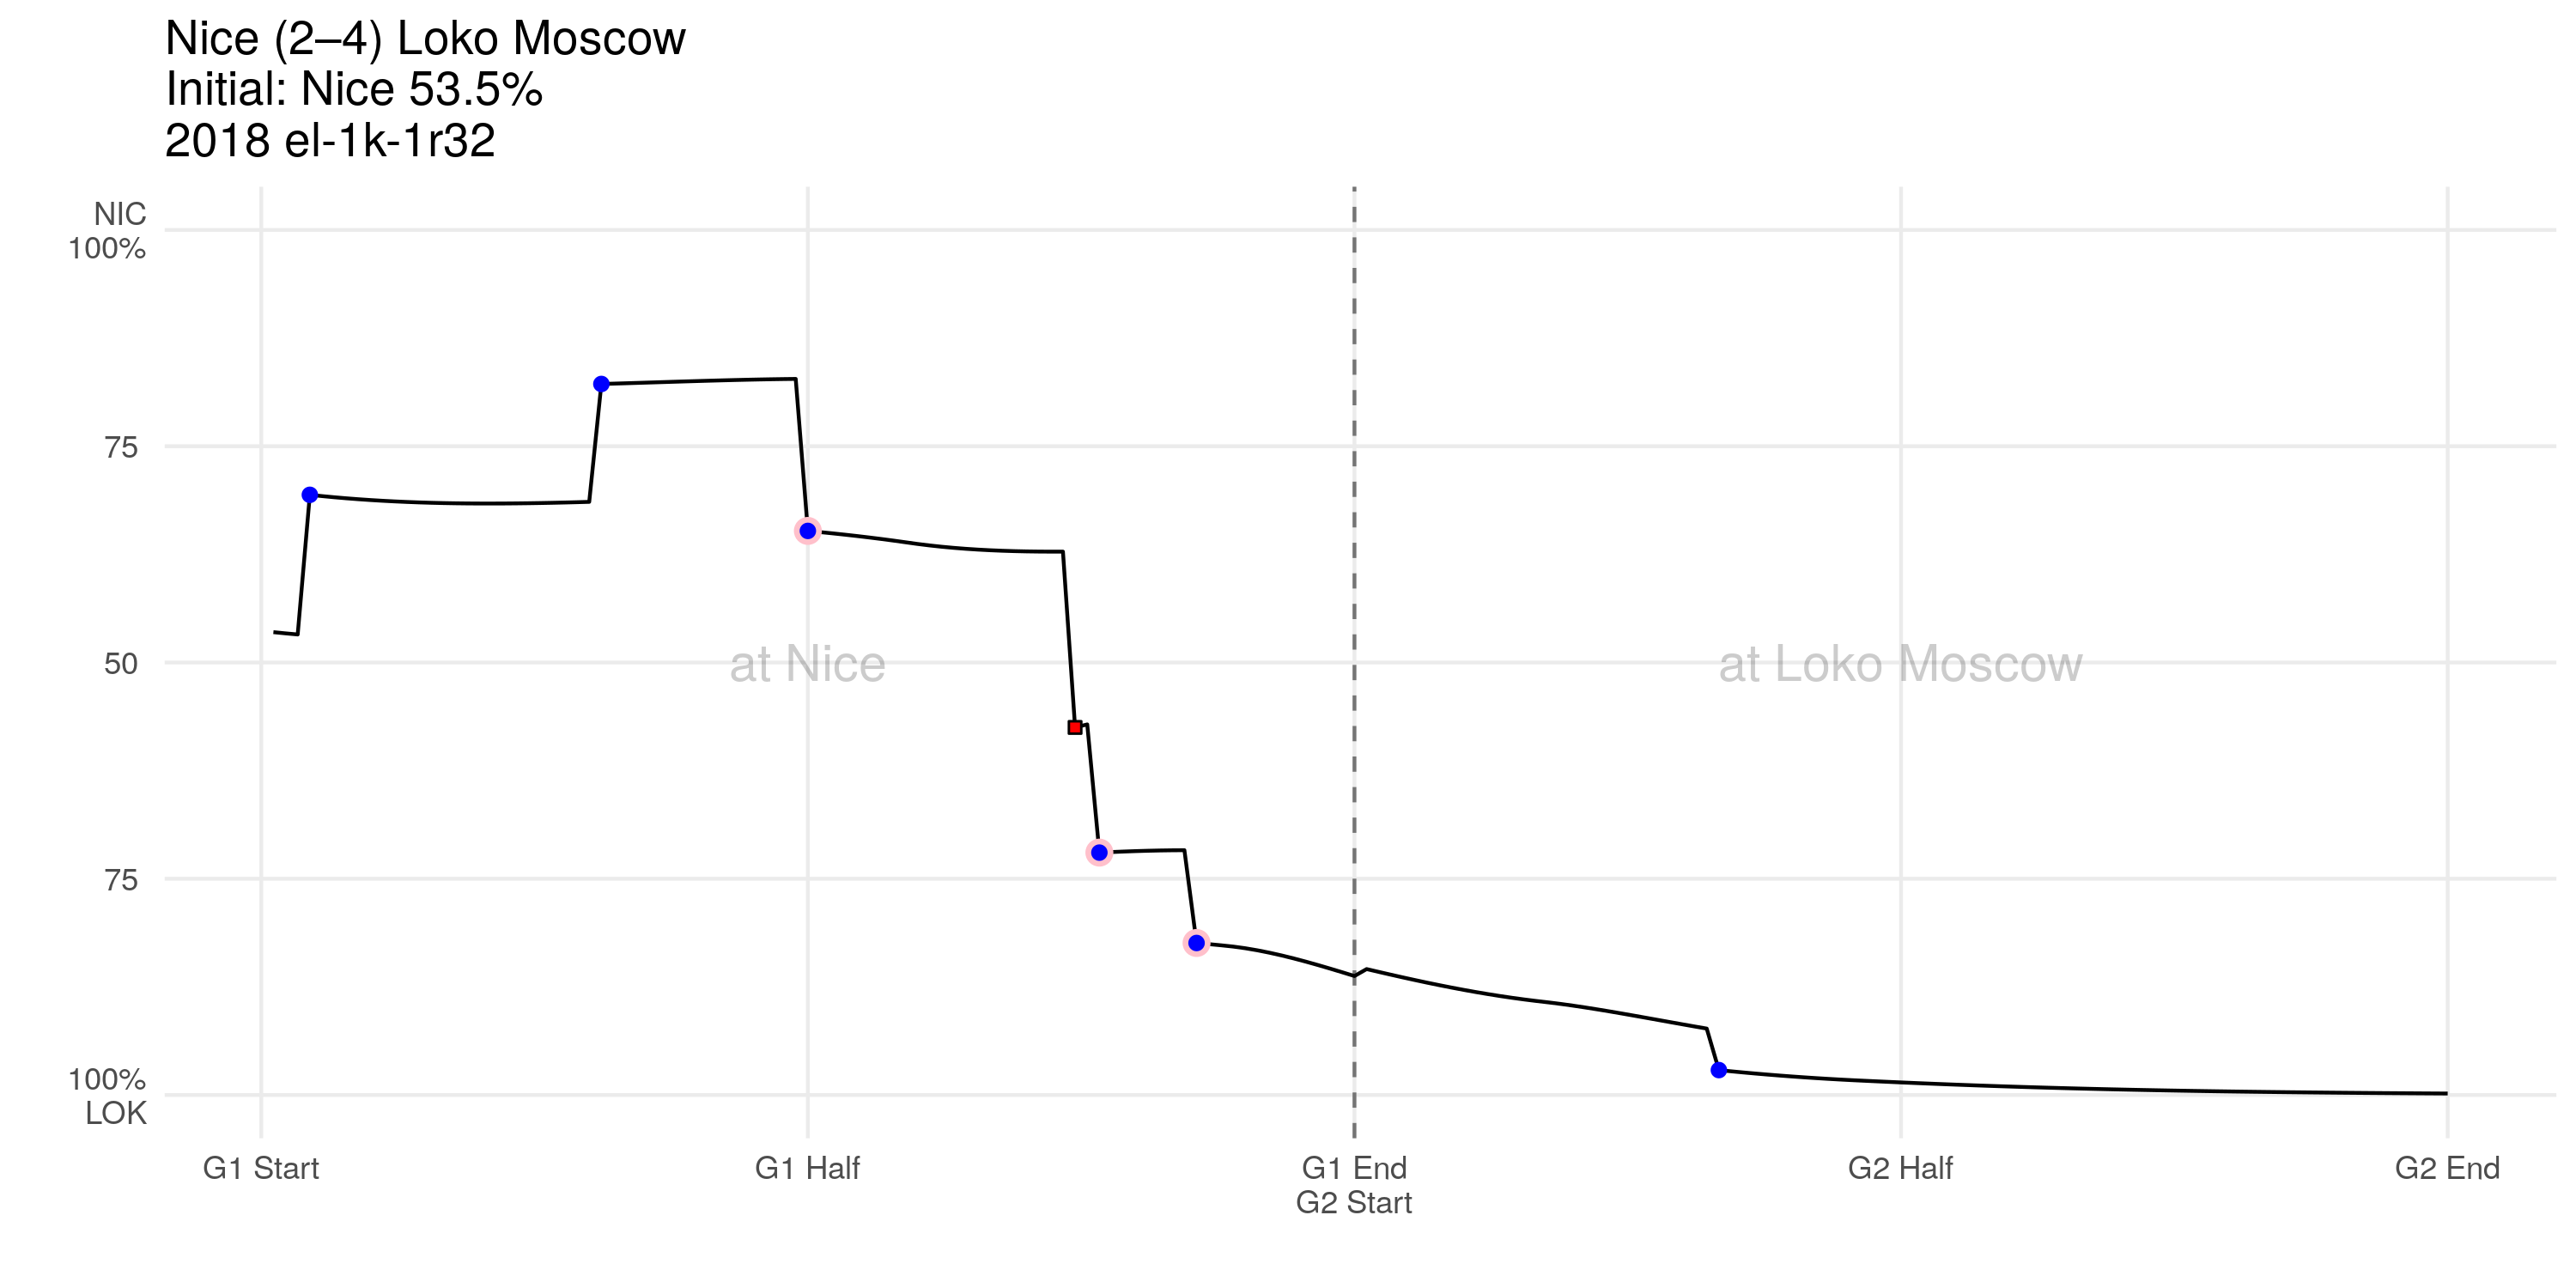 Nice (2–4) Loko Moscow
Initial: Nice 53.5%
2018 el-1k-1r32
NIC
100%
75
50
75
100%
LOK
at Nice
at Loko Moscow
G1 Start
G1 Half
G1 End
G2 Start
G2 Half
G2 End